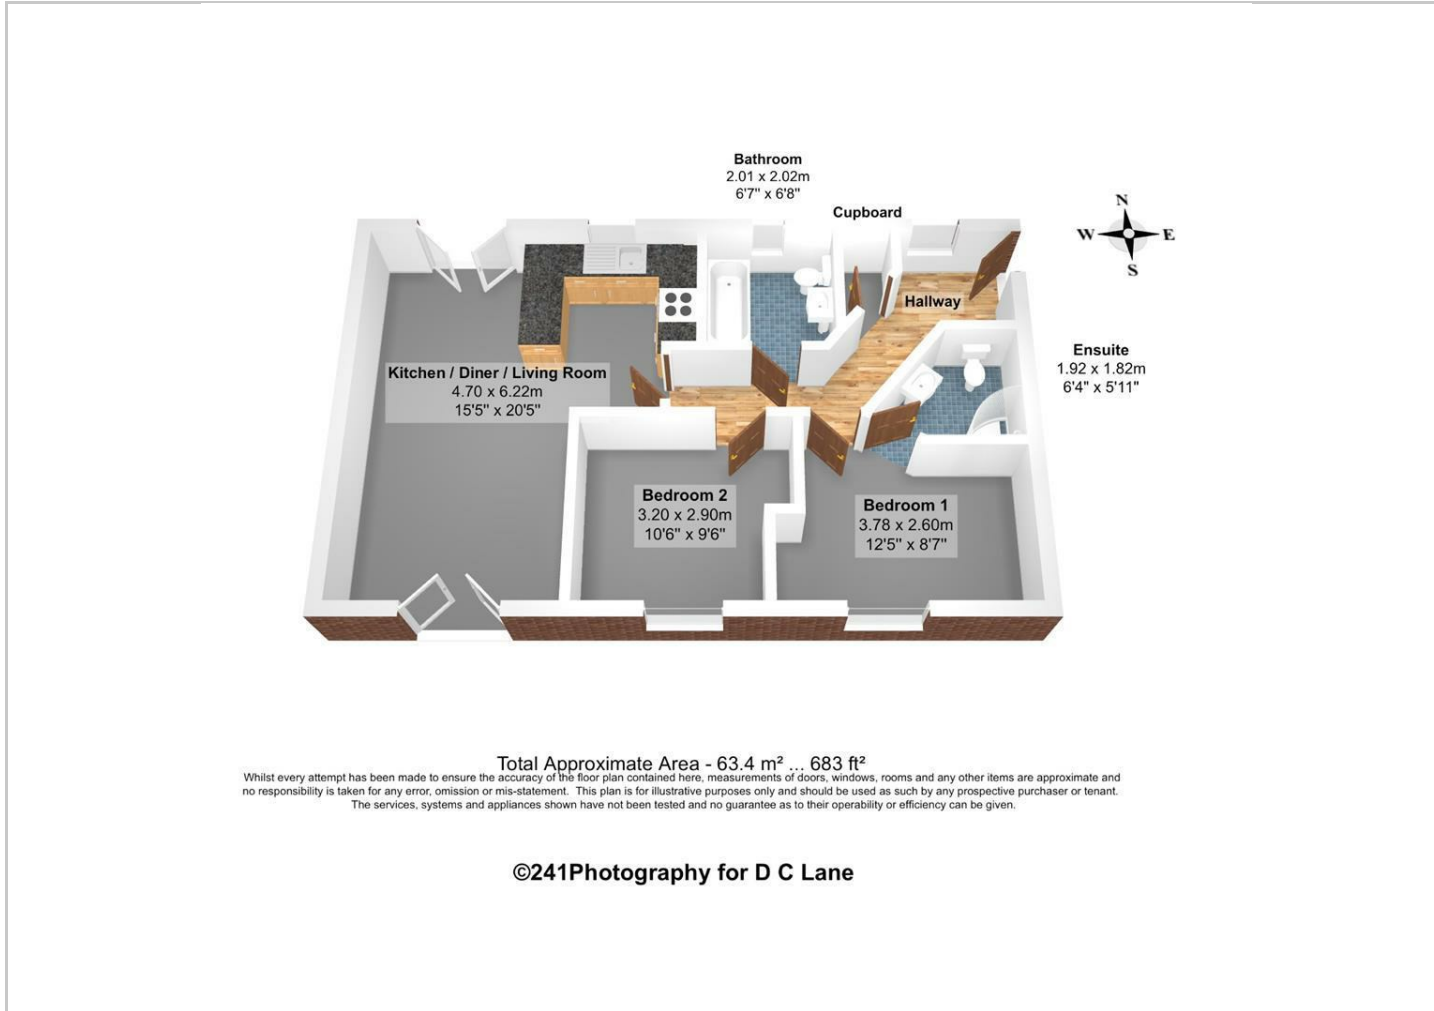 Bathroom
2.01 x 2.02m
6'7" x 6'8"
Cupboard
N
W E
S
Hallway
Ensuite
1.92 x 1.82m
6'4" x 5'11"
Kitchen / Diner / Living Room
4.70 x 6.22m
15'5" x 20'5"
Bedroom 2
3.20 x 2.90m
10'6" x 9'6"
Bedroom 1
3.78 x 2.60m
12'5" x 8'7"
Total Approximate Area - 63.4 m² ... 683 ft²
Whilst every attempt has been made to ensure the accuracy of the floor plan contained here, measurements of doors, windows, rooms and any other items are approximate and
no responsibility is taken for any error, omission or mis-statement. This plan is for illustrative purposes only and should be used as such by any prospective purchaser or tenant.
The services, systems and appliances shown have not been tested and no guarantee as to their operability or efficiency can be given.
©241Photography for D C Lane